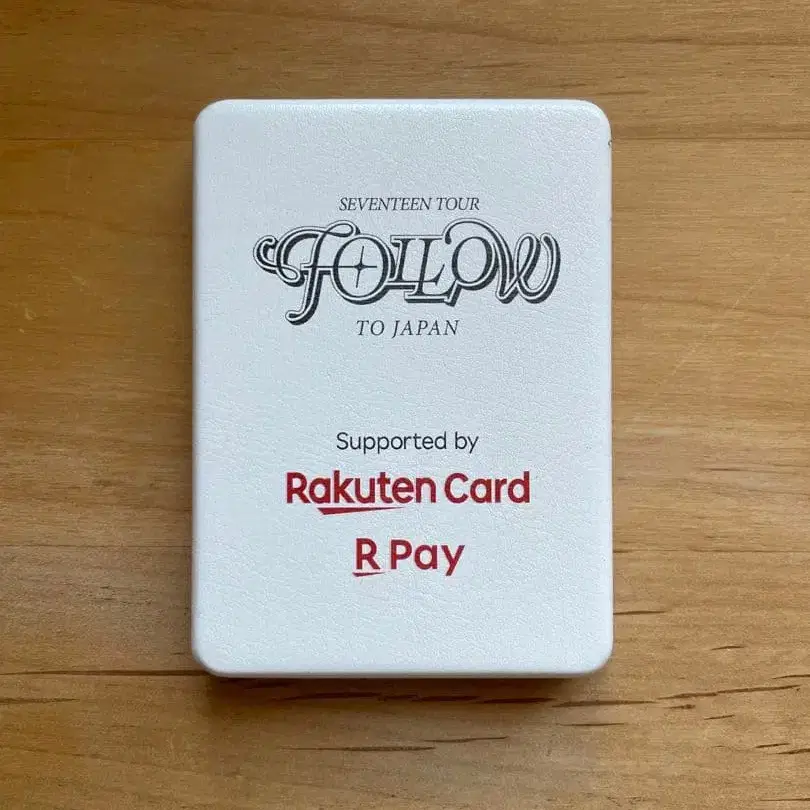 SEVENTEEN TOUR
FOLLOW
TO JAPAN
Supported by
Rakuten Card
R Pay